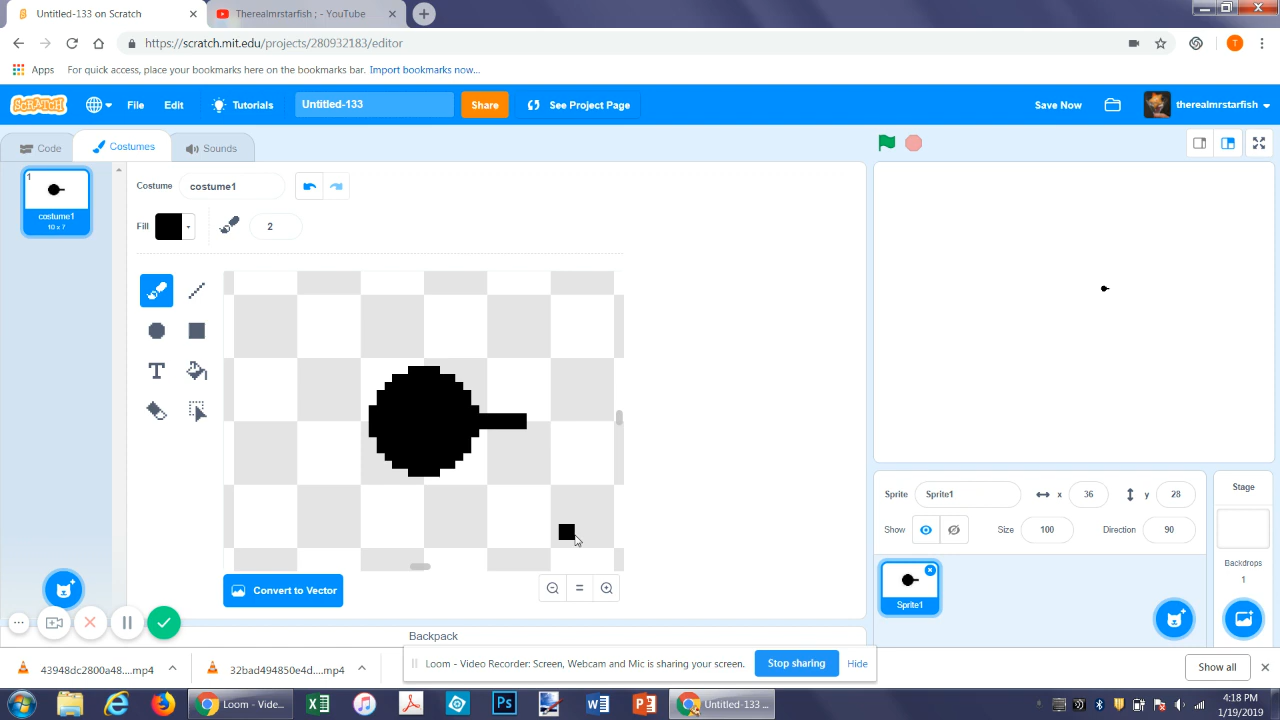 Untitled-133 on Scratch
Therealmrstarfish ; - YouTube
https://scratch.mit.edu/projects/280932183/editor
T
Apps
For quick access, place your bookmarks here on the bookmarks bar. Import bookmarks now...
SCRATCH
File
Edit
Tutorials
Untitled-133
Share
See Project Page
Save Now
therealmrstarfish
Code
Costumes
Sounds
1
costume1
10 x 7
Costume
costume1
Fill
2
T
Convert to Vector
Backpack
Sprite
Sprite1
x
36
y
28
Show
Size
100
Direction
90
Sprite1
Stage
Backdrops
1
43948dc2800a48....mp4
32bad494850e4d....mp4
Loom - Video Recorder: Screen, Webcam and Mic is sharing your screen.
Stop sharing
Hide
Show all
Loom - Vide...
Ps
Untitled-133 ...
4:18 PM
1/19/2019